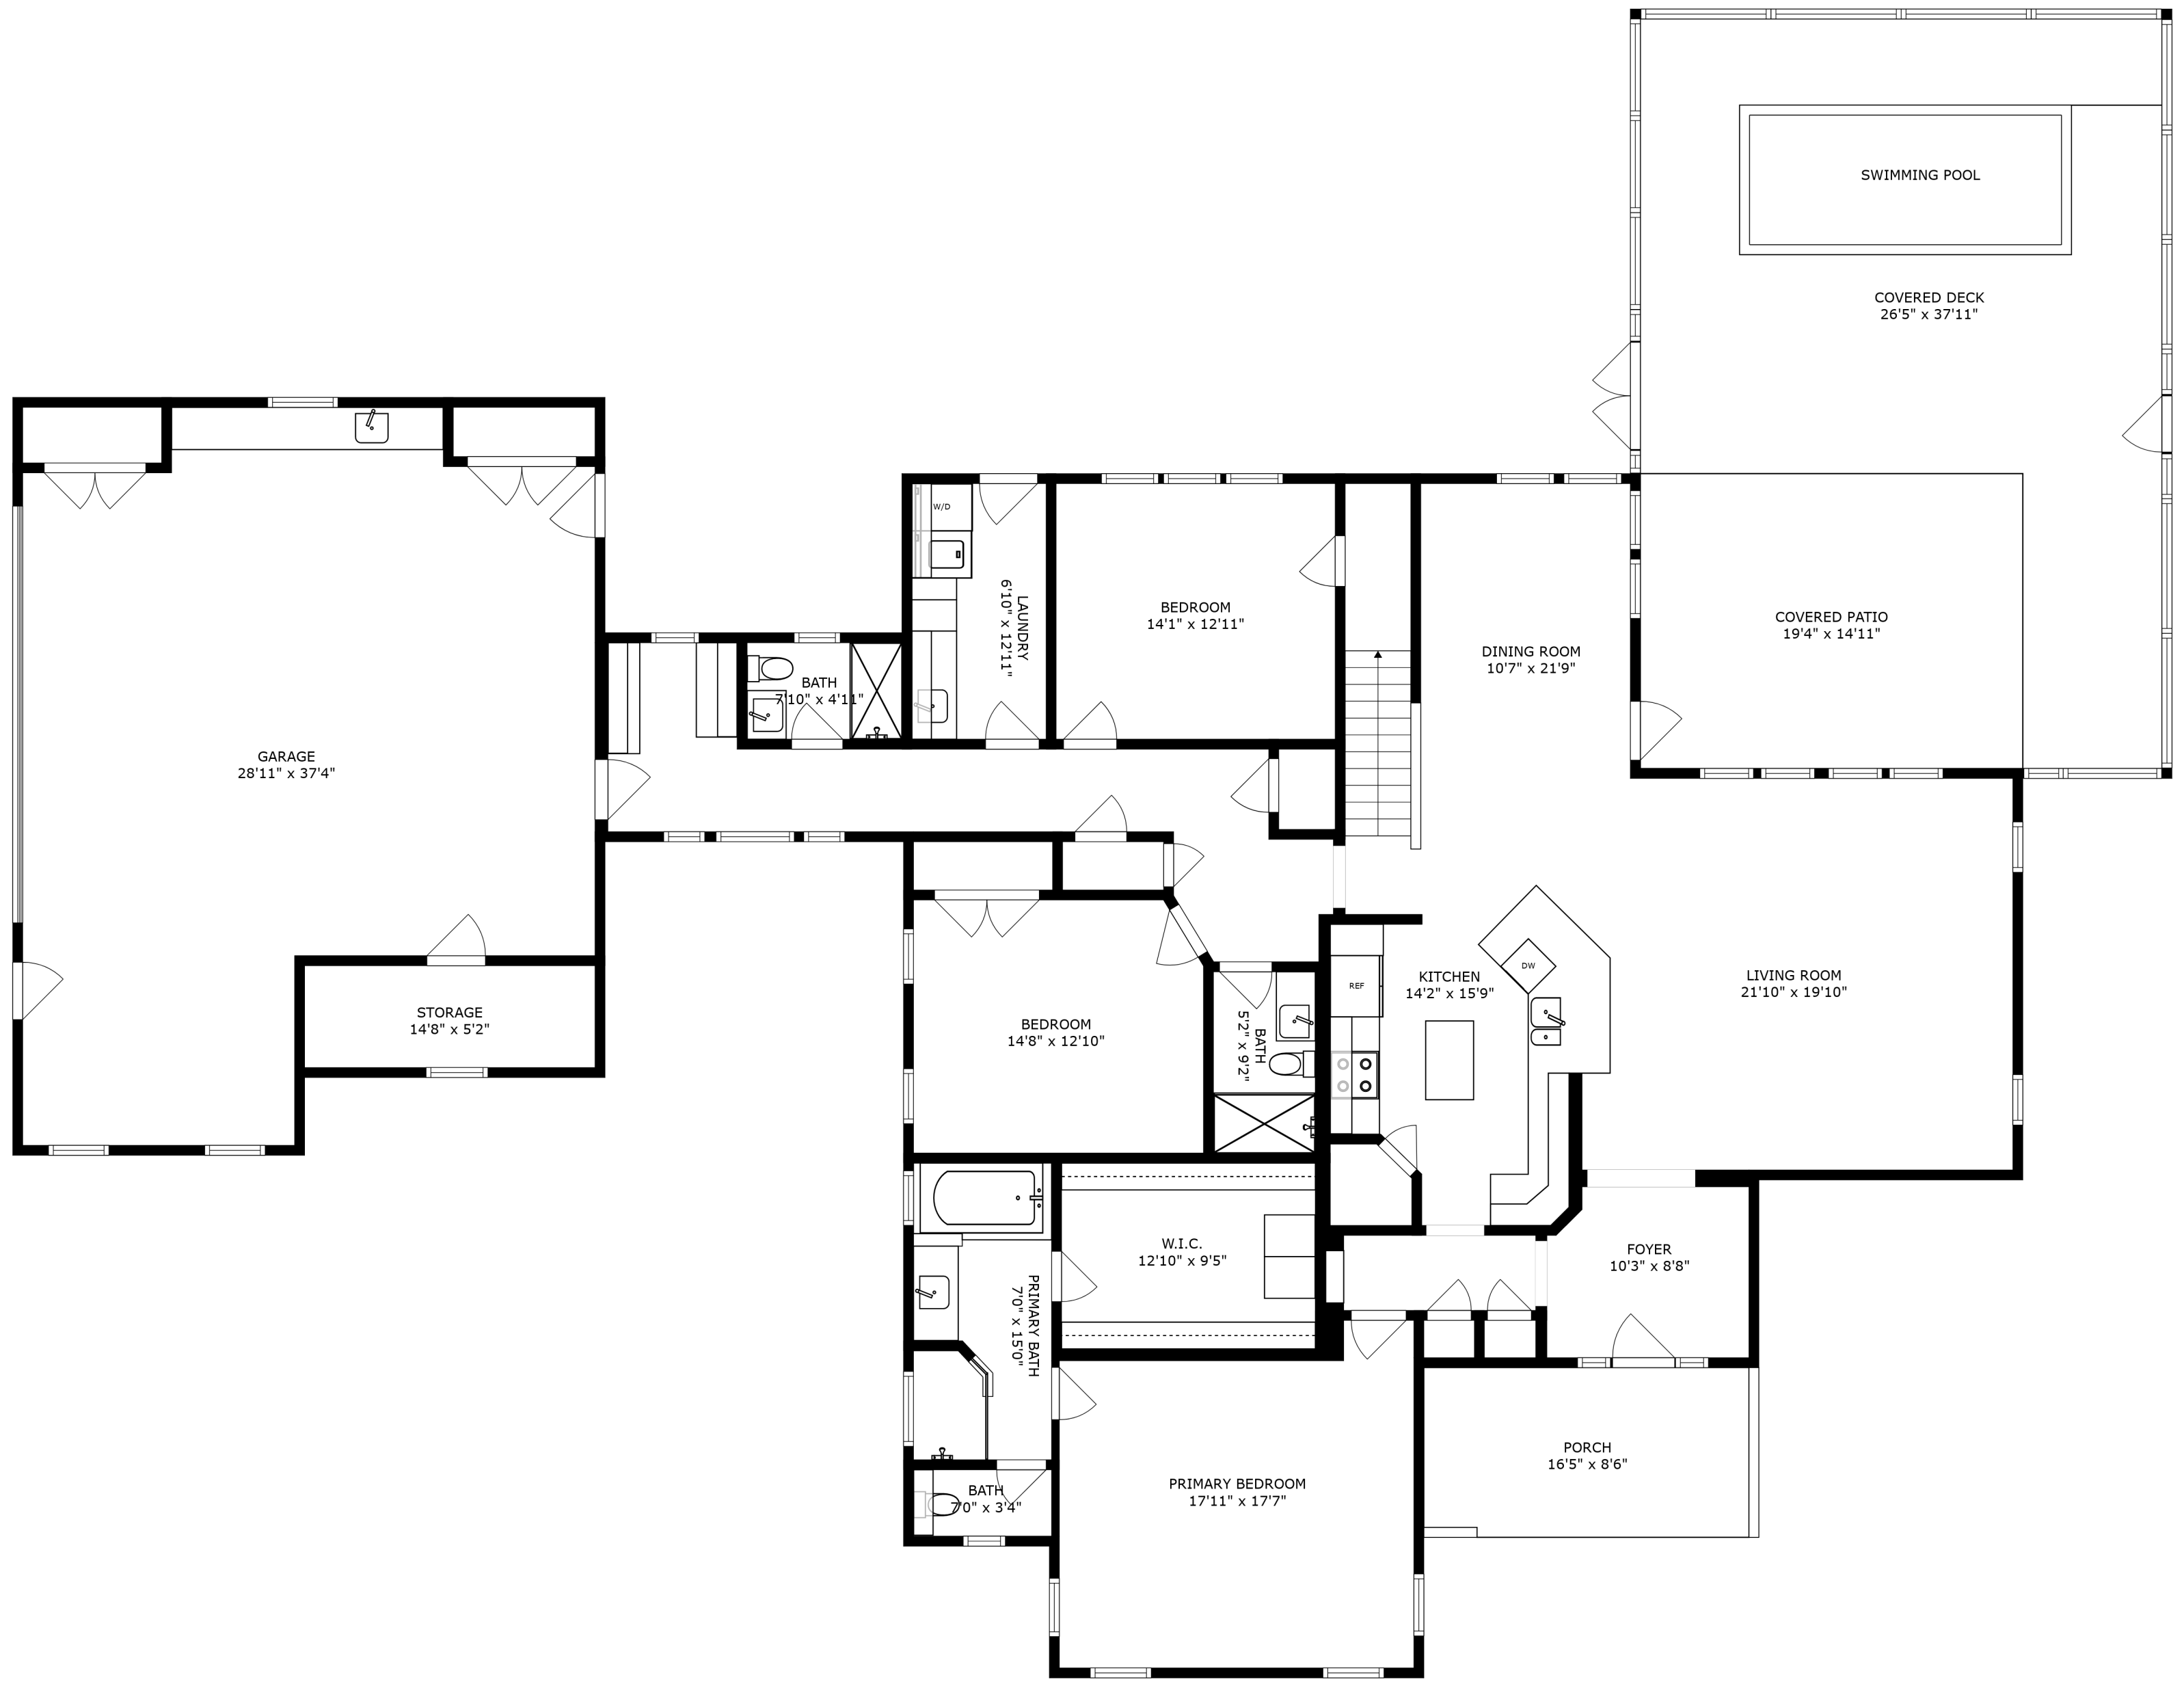 SWIMMING POOL
COVERED DECK
26'5" x 37'11"
W/D
LAUNDRY
6'10" x 12'11"
BEDROOM
14'1" x 12'11"
COVERED PATIO
19'4" x 14'11"
DINING ROOM
10'7" x 21'9"
BATH
7'10" x 4'11"
GARAGE
28'11" x 37'4"
STORAGE
14'8" x 5'2"
BEDROOM
14'8" x 12'10"
BATH
5'2" x 9'2"
REF
KITCHEN
14'2" x 15'9"
DW
LIVING ROOM
21'10" x 19'10"
W.I.C.
12'10" x 9'5"
FOYER
10'3" x 8'8"
PRIMARY BATH
7'0" x 15'0"
PORCH
16'5" x 8'6"
PRIMARY BEDROOM
17'11" x 17'7"
BATH
7'0" x 3'4"